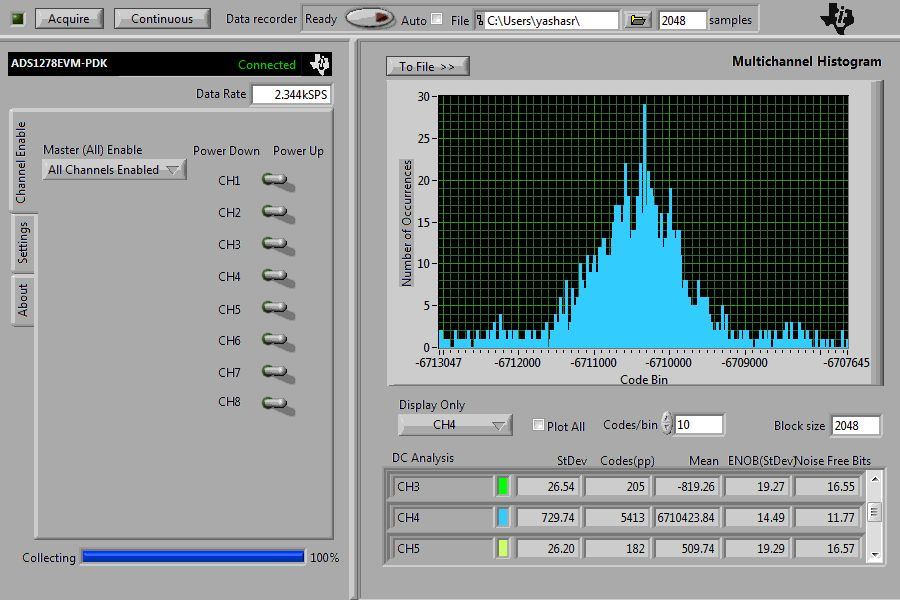 Acquire Continuous Data recorder Ready Auto File C:\Users\yashasr\ 2048 samples
ADS1278EVM-PDK Connected
Data Rate 2.344kSPS
Channel Enable
Settings
About
Master (All) Enable Power Down Power Up
All Channels Enabled
CH1
CH2
CH3
CH4
CH5
CH6
CH7
CH8
Collecting 100%
To File >> Multichannel Histogram
Number of Occurrences
30
25
20
15
10
5
0
-6713047 -6712000 -6711000 -6710000 -6709000 -6707645
Code Bin
Display Only
CH4 Plot All Codes/bin 10 Block size 2048
DC Analysis StDev Codes(pp) Mean ENOB(StDev) Noise Free Bits
CH3 26.54 205 -819.26 19.27 16.55
CH4 729.74 5413 6710423.84 14.49 11.77
CH5 26.20 182 509.74 19.29 16.57